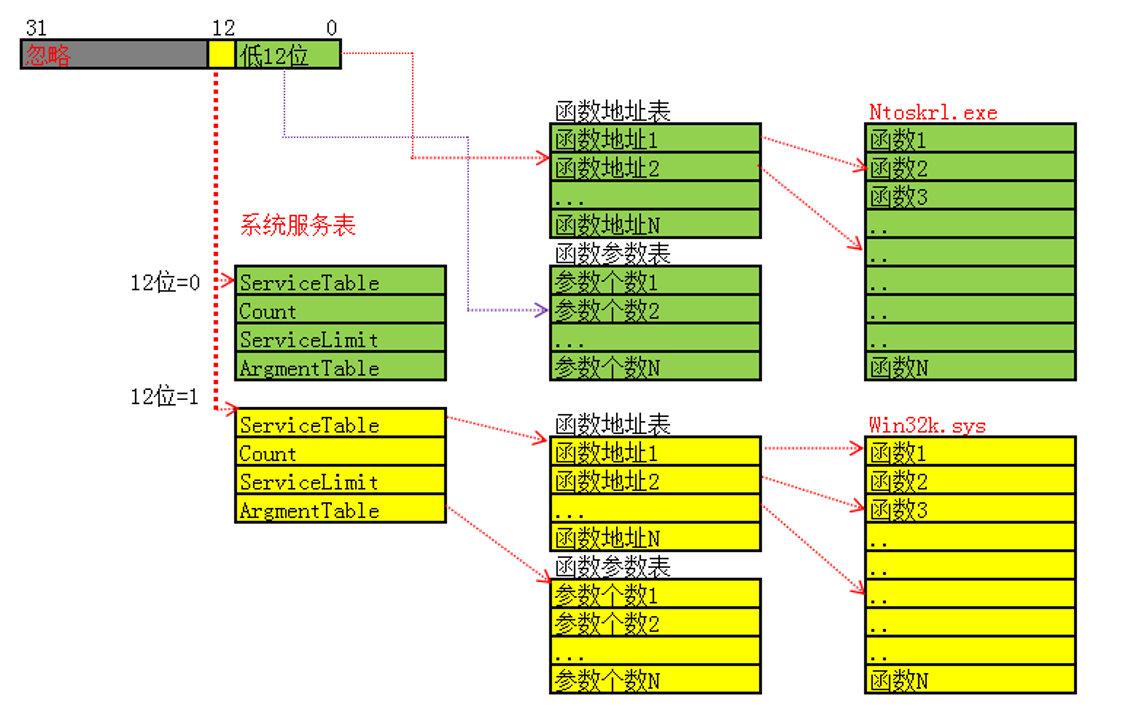 31 12 0
忽略 低12位
系统服务表
12位=0
ServiceTable
Count
ServiceLimit
ArgmentTable
12位=1
ServiceTable
Count
ServiceLimit
ArgmentTable
函数地址表
函数地址1
函数地址2
...
函数地址N
函数参数表
参数个数1
参数个数2
...
参数个数N
函数地址表
函数地址1
函数地址2
...
函数地址N
函数参数表
参数个数1
参数个数2
...
参数个数N
Ntoskrl.exe
函数1
函数2
函数3
..
..
..
..
..
函数N
Win32k.sys
函数1
函数2
函数3
..
..
..
..
..
函数N